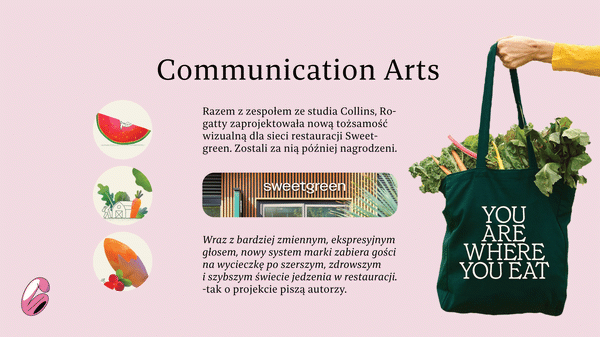 Communication Arts
Razem z zespołem ze studia Collins, Ro-
gatty zaprojektowała nową tożsamość
wizualną dla sieci restauracji Sweet-
green. Zostali za nią później nagrodzeni.
sweetgreen
Wraz z bardziej zmiennym, ekspresyjnym
głosem, nowy system marki zabiera gości
na wycieczkę po szerszym, zdrowszym
i szybszym świecie jedzenia w restauracji.
-tak o projekcie piszą autorzy.
YOU
ARE
WHERE
YOU EAT